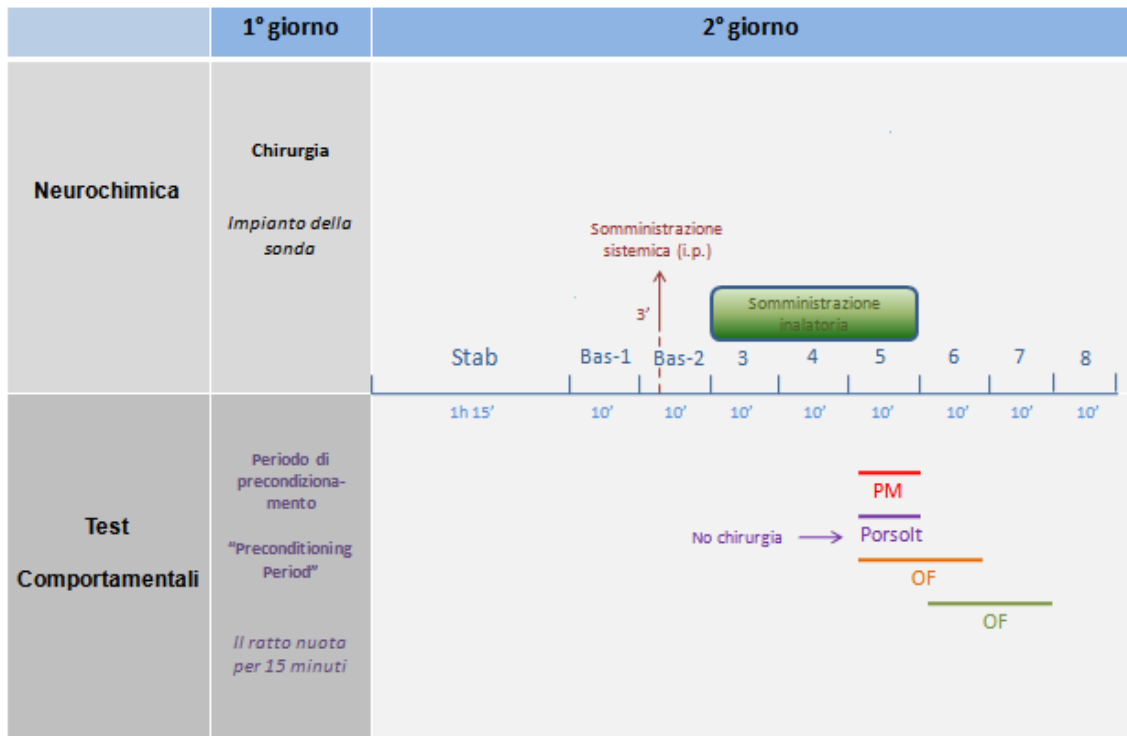 1° giorno
2° giorno
Neurochimica
Chirurgia
Impianto della
sonda
Somministrazione
sistemica (i.p.)
3'
Somministrazione
inalatoria
Stab
Bas-1
Bas-2
3
4
5
6
7
8
1h 15'
10'
10'
10'
10'
10'
10'
10'
10'
Test
Comportamentali
Periodo di
precondiziona-
mento
"Preconditioning
Period"
Il ratto nuota
per 15 minuti
PM
No chirurgia
Porsolt
OF
OF